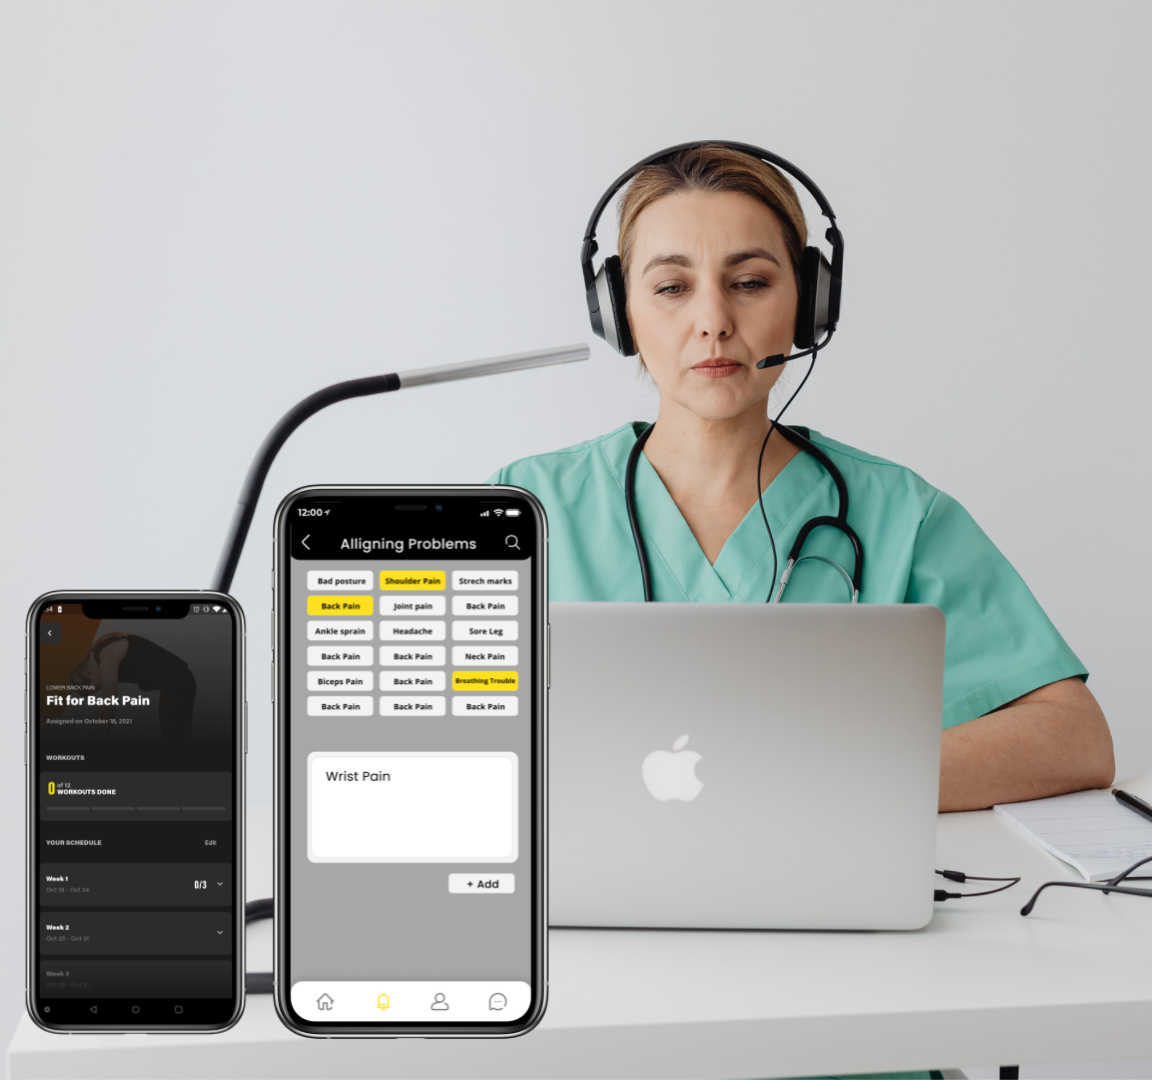 LOWER BACK PAIN
Fit for Back Pain
Assigned on October 18, 2021
WORKOUTS
0 of 12
WORKOUTS DONE
YOUR SCHEDULE Edit
Week 1
Oct 18 - Oct 24
0/3
Week 2
Oct 25 - Oct 31
Week 3
12:00
Alligning Problems
Bad posture Shoulder Pain Strech marks
Back Pain Joint pain Back Pain
Ankle sprain Headache Sore Leg
Back Pain Back Pain Neck Pain
Biceps Pain Back Pain Breathing Trouble
Back Pain Back Pain Back Pain
Wrist Pain
+ Add